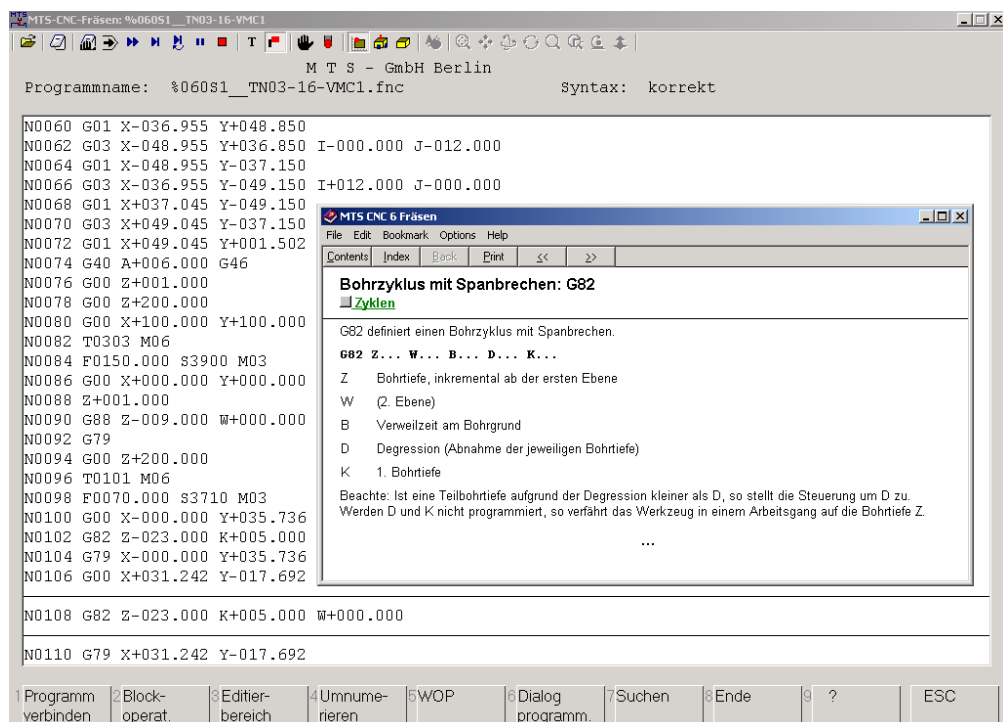 MTS-CNC-Fräsen: %060S1__TN03-16-VMC1
T
M T S - GmbH Berlin
Programmname: %060S1__TN03-16-VMC1.fnc Syntax: korrekt
N0060 G01 X-036.955 Y+048.850
N0062 G03 X-048.955 Y+036.850 I-000.000 J-012.000
N0064 G01 X-048.955 Y-037.150
N0066 G03 X-036.955 Y-049.150 I+012.000 J-000.000
N0068 G01 X+037.045 Y-049.150
N0070 G03 X+049.045 Y-037.150
N0072 G01 X+049.045 Y+001.502
N0074 G40 A+006.000 G46
N0076 G00 Z+001.000
N0078 G00 Z+200.000
N0080 G00 X+100.000 Y+100.000
N0082 T0303 M06
N0084 F0150.000 S3900 M03
N0086 G00 X+000.000 Y+000.000
N0088 Z+001.000
N0090 G88 Z-009.000 W+000.000
N0092 G79
N0094 G00 Z+200.000
N0096 T0101 M06
N0098 F0070.000 S3710 M03
N0100 G00 X-000.000 Y+035.736
N0102 G82 Z-023.000 K+005.000
N0104 G79 X-000.000 Y+035.736
N0106 G00 X+031.242 Y-017.692
MTS CNC 6 Fräsen
File Edit Bookmark Options Help
Contents Index Back Print << >>
Bohrzyklus mit Spanbrechen: G82
Zyklen
G82 definiert einen Bohrzyklus mit Spanbrechen.
G82 Z... W... B... D... K...
Z Bohrtiefe, inkremental ab der ersten Ebene
W (2. Ebene)
B Verweilzeit am Bohrgrund
D Degression (Abnahme der jeweiligen Bohrtiefe)
K 1. Bohrtiefe
Beachte: Ist eine Teilbohrtiefe aufgrund der Degression kleiner als D, so stellt die Steuerung um D zu.
Werden D und K nicht programmiert, so verfährt das Werkzeug in einem Arbeitsgang auf die Bohrtiefe Z.
...
N0108 G82 Z-023.000 K+005.000 W+000.000
N0110 G79 X+031.242 Y-017.692
1 Programm 2 Block- 3 Editier- 4 Umnume- 5 WOP 6 Dialog 7 Suchen 8 Ende 9 ? ESC
verbinden operat. bereich rieren programm.